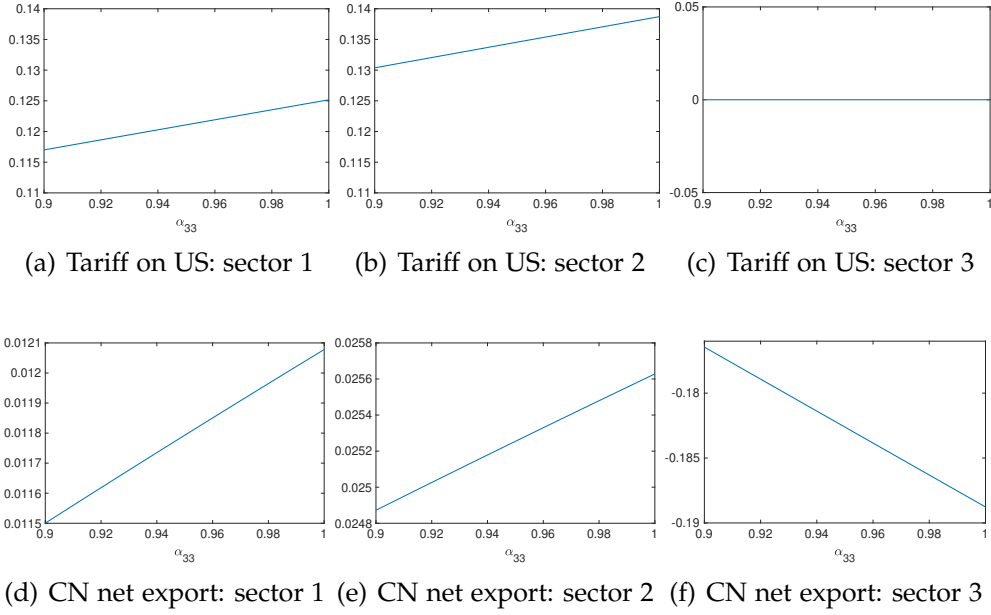 0.14 0.14 0.05
0.135 0.135
0.13 0.13
0.125 0.125 0
0.12 0.12
0.115 0.115
0.11 0.11 -0.05
0.9 0.92 0.94 0.96 0.98 1 0.9 0.92 0.94 0.96 0.98 1 0.9 0.92 0.94 0.96 0.98 1
α33 α33 α33
(a) Tariff on US: sector 1 (b) Tariff on US: sector 2 (c) Tariff on US: sector 3
0.0121 0.0258
0.012 0.0256 -0.18
0.0119
0.0118 0.0254
0.0117 0.0252 -0.185
0.0116 0.025
0.0115 0.0248 -0.19
0.9 0.92 0.94 0.96 0.98 1 0.9 0.92 0.94 0.96 0.98 1 0.9 0.92 0.94 0.96 0.98 1
α33 α33 α33
(d) CN net export: sector 1 (e) CN net export: sector 2 (f) CN net export: sector 3